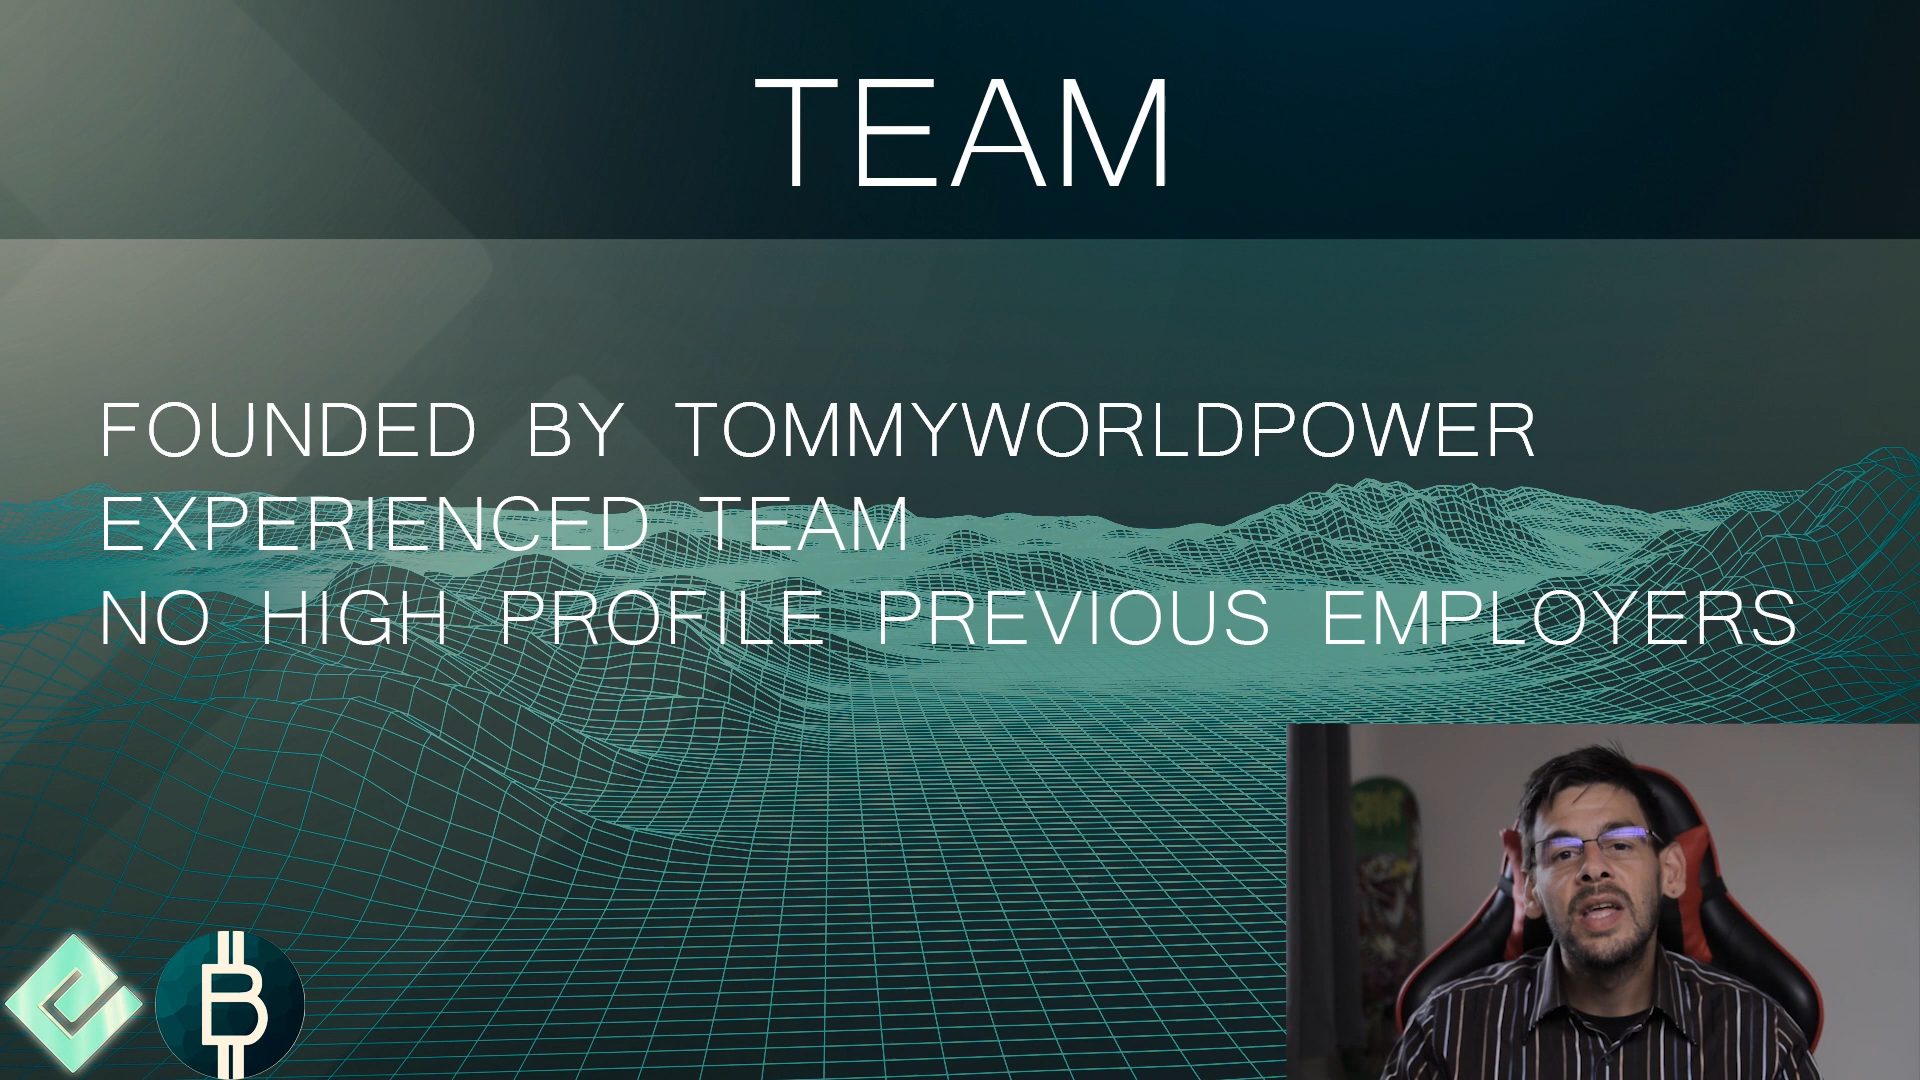 TEAM
FOUNDED BY TOMMYWORLDPOWER
EXPERIENCED TEAM
NO HIGH PROFILE PREVIOUS EMPLOYERS